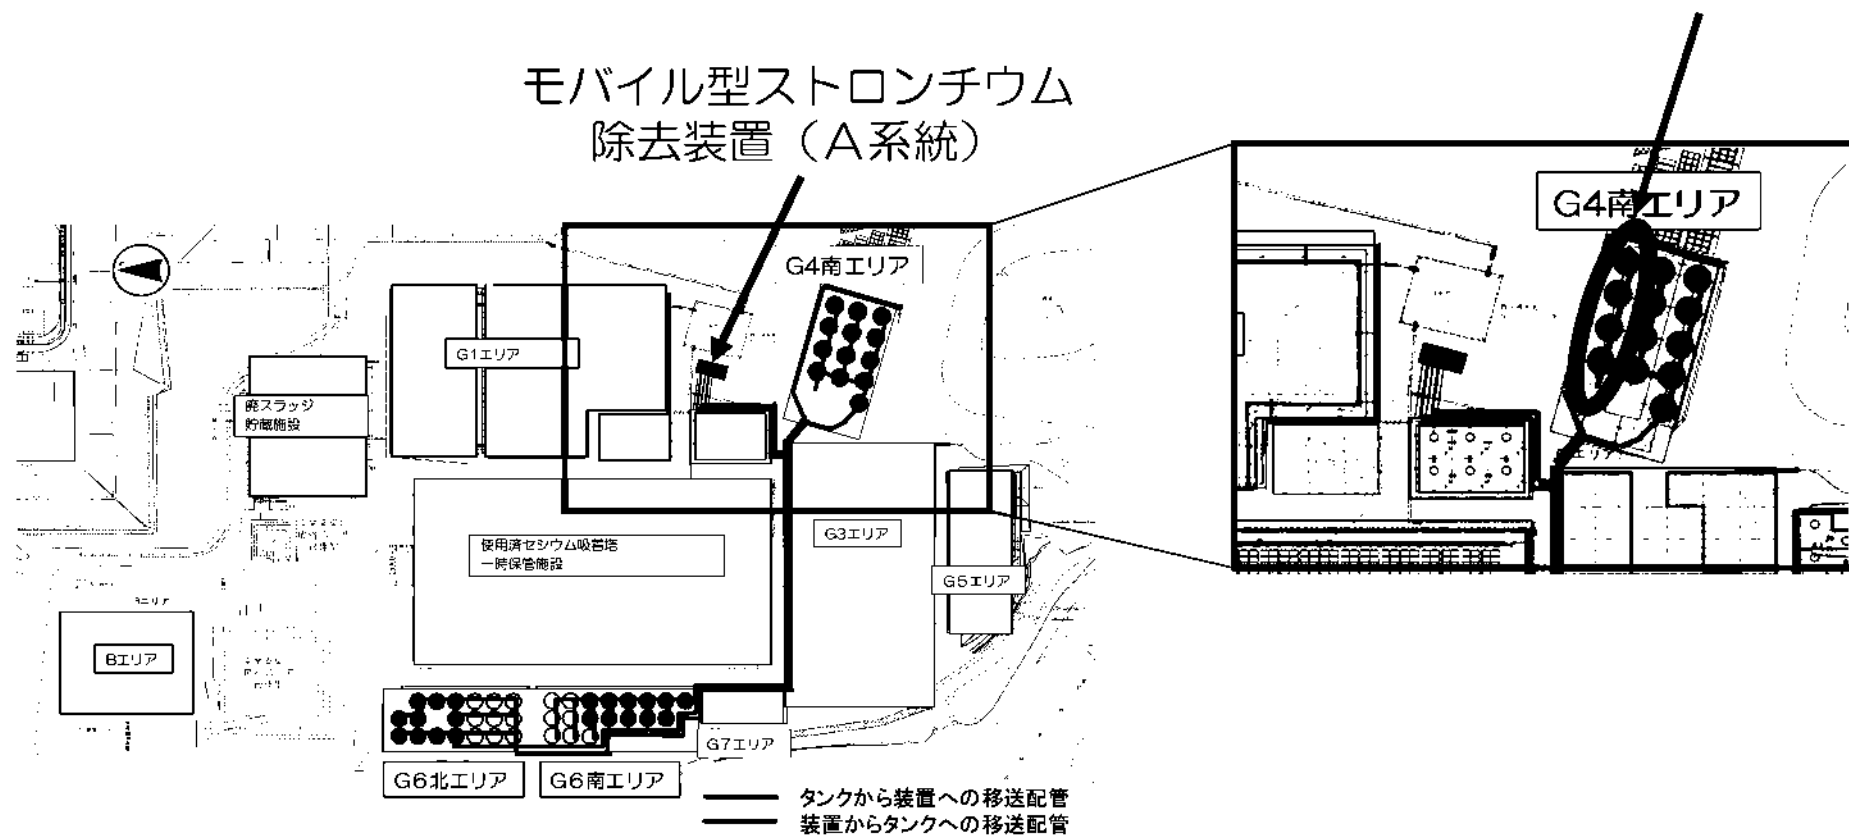 モバイル型ストロンチウム
除去装置（A系統）
G4南エリア
G4南エリア
G1エリア
廃スラッジ
貯蔵施設
使用済セシウム吸着塔
一時保管施設
G3エリア
G5エリア
Bエリア
Bエリア
G7エリア
G6北エリア
G6南エリア
タンクから装置への移送配管
装置からタンクへの移送配管